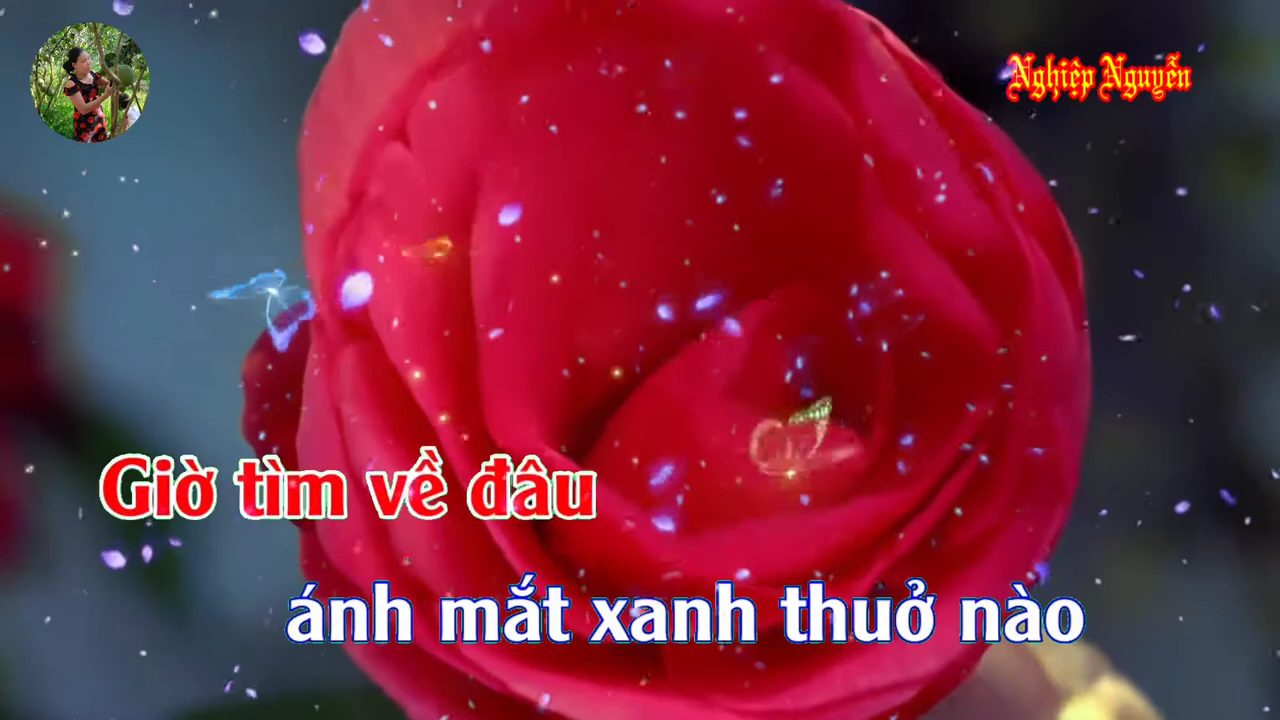 Nghiệp Nguyễn
Giờ tìm về đâu
ánh mắt xanh thuở nào